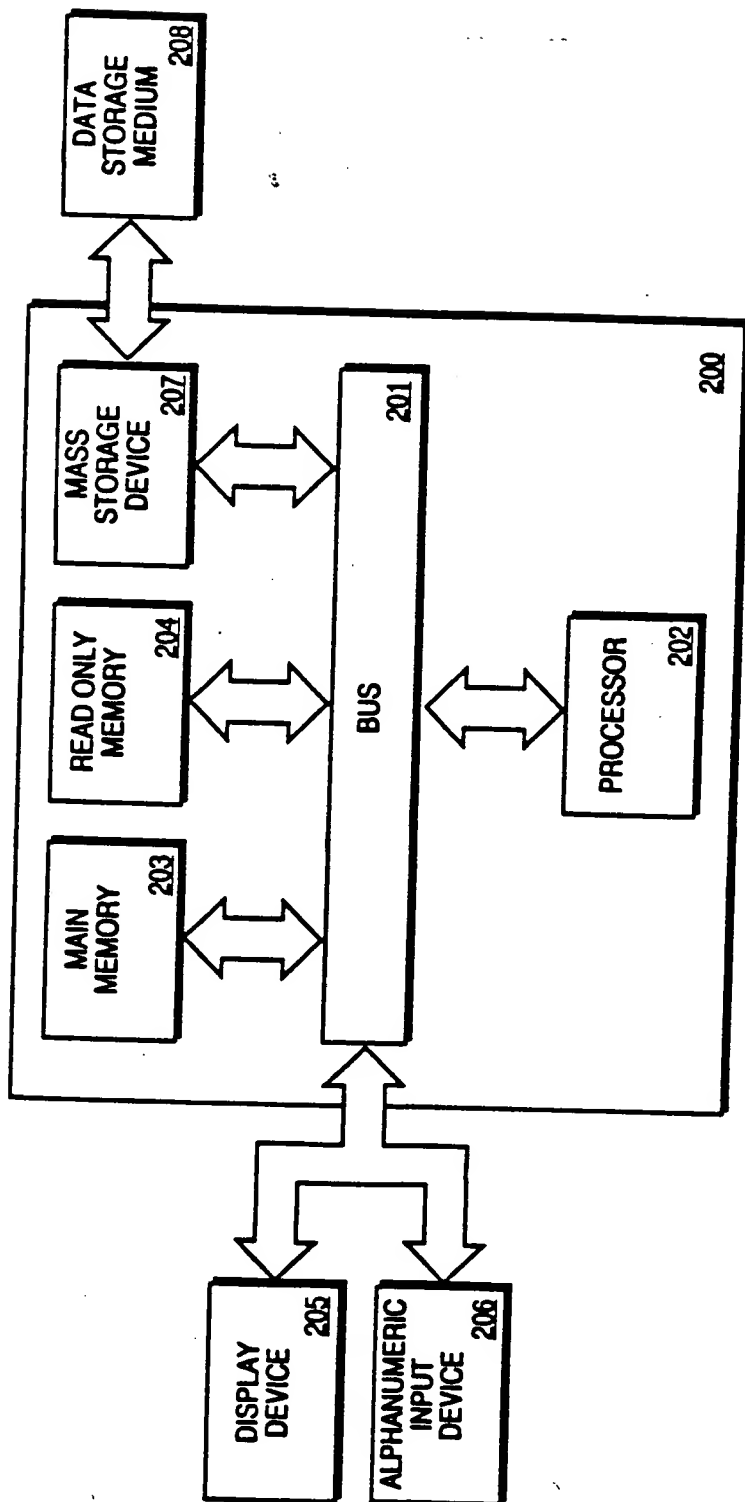 MAIN
MEMORY
203
READ ONLY
MEMORY
204
MASS
STORAGE
DEVICE
207
DATA
STORAGE
MEDIUM
208
DISPLAY
DEVICE
205
BUS
201
ALPHANUMERIC
INPUT
DEVICE
206
PROCESSOR
202
200